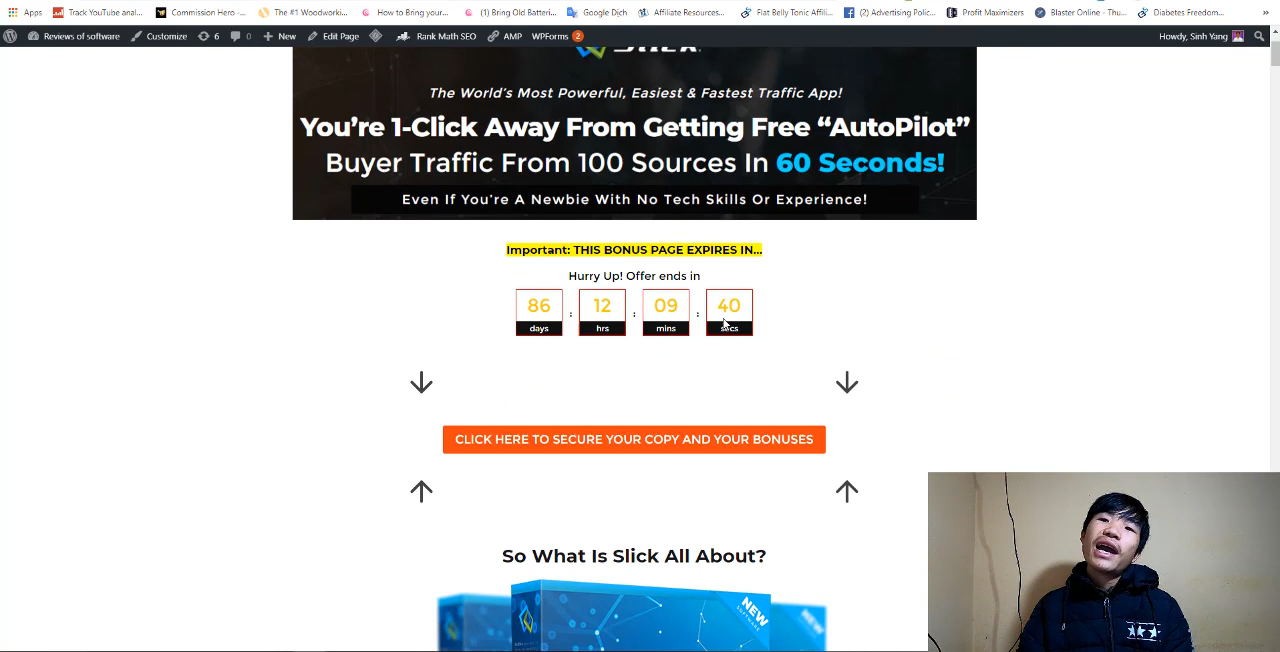 Apps Track YouTube anal... Commission Hero -... The #1 Woodworki... How to Bring your... (1) Bring Old Batteri... Google Dịch Affiliate Resources... Flat Belly Tonic Affili... (2) Advertising Polic... Profit Maximizers Blaster Online - Thu... Diabetes Freedom... »
Reviews of software Customize 6 0 New Edit Page Rank Math SEO AMP WPForms 2 Howdy, Sinh Yang
SLICK
The World's Most Powerful, Easiest & Fastest Traffic App!
You're 1-Click Away From Getting Free “AutoPilot”
Buyer Traffic From 100 Sources In 60 Seconds!
Even If You're A Newbie With No Tech Skills Or Experience!
Important: THIS BONUS PAGE EXPIRES IN...
Hurry Up! Offer ends in
86 : 12 : 09 : 40
days hrs mins secs
CLICK HERE TO SECURE YOUR COPY AND YOUR BONUSES
So What Is Slick All About?
NEW
SOFTWARE
NEW